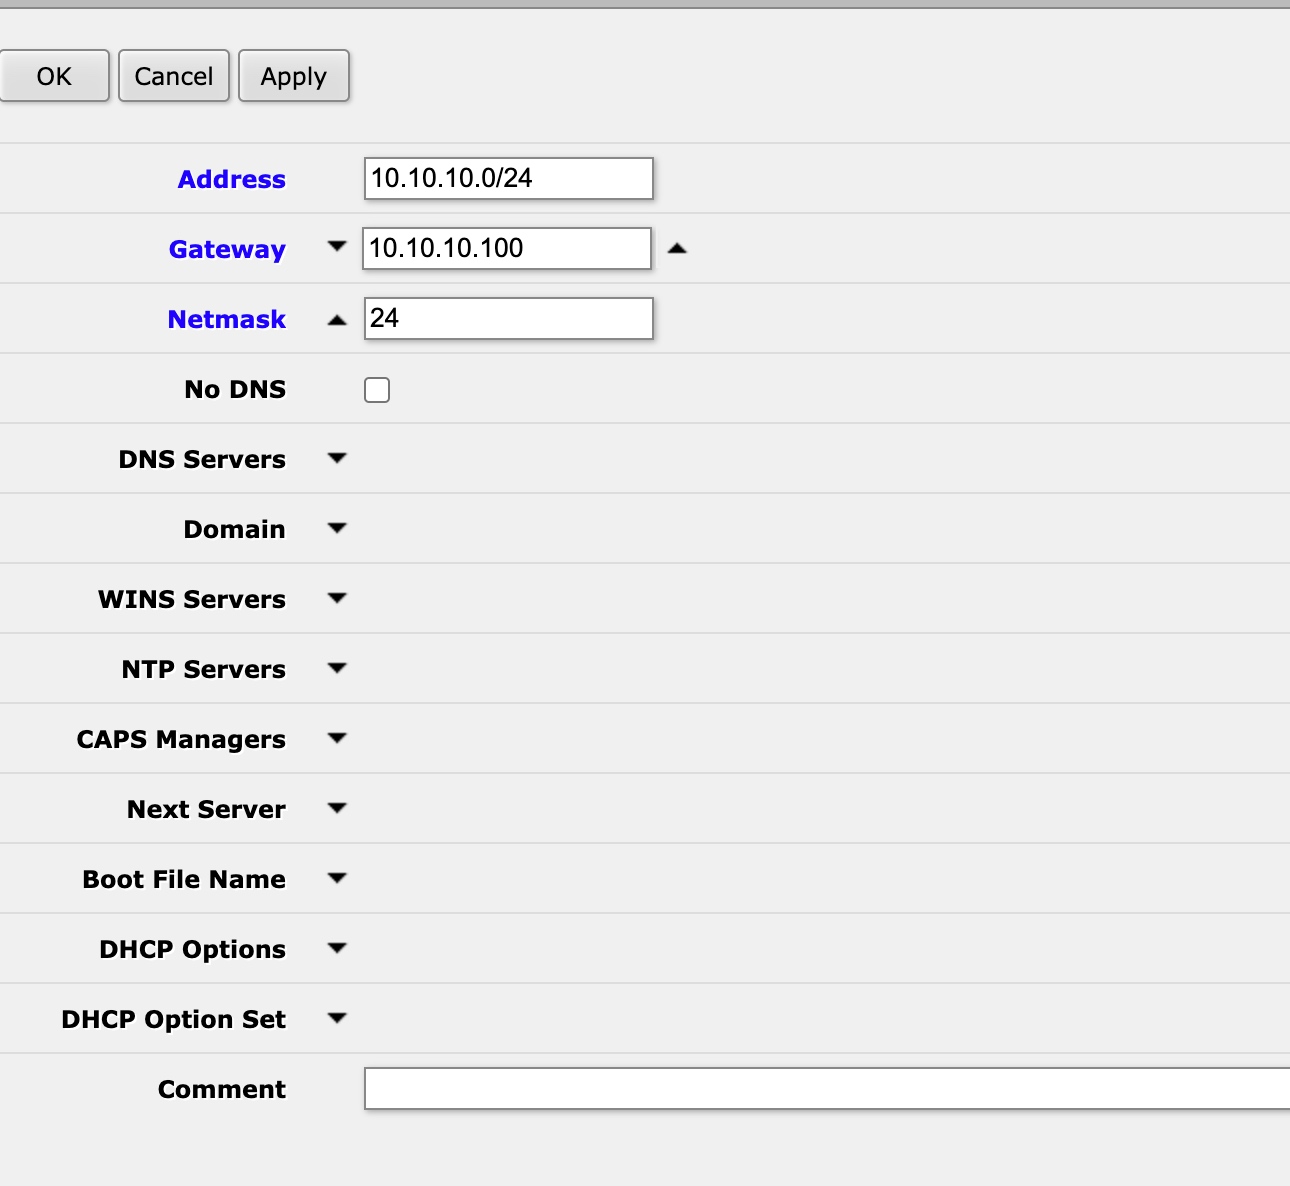 OK Cancel Apply
Address 10.10.10.0/24
Gateway 10.10.10.100
Netmask 24
No DNS
DNS Servers
Domain
WINS Servers
NTP Servers
CAPS Managers
Next Server
Boot File Name
DHCP Options
DHCP Option Set
Comment